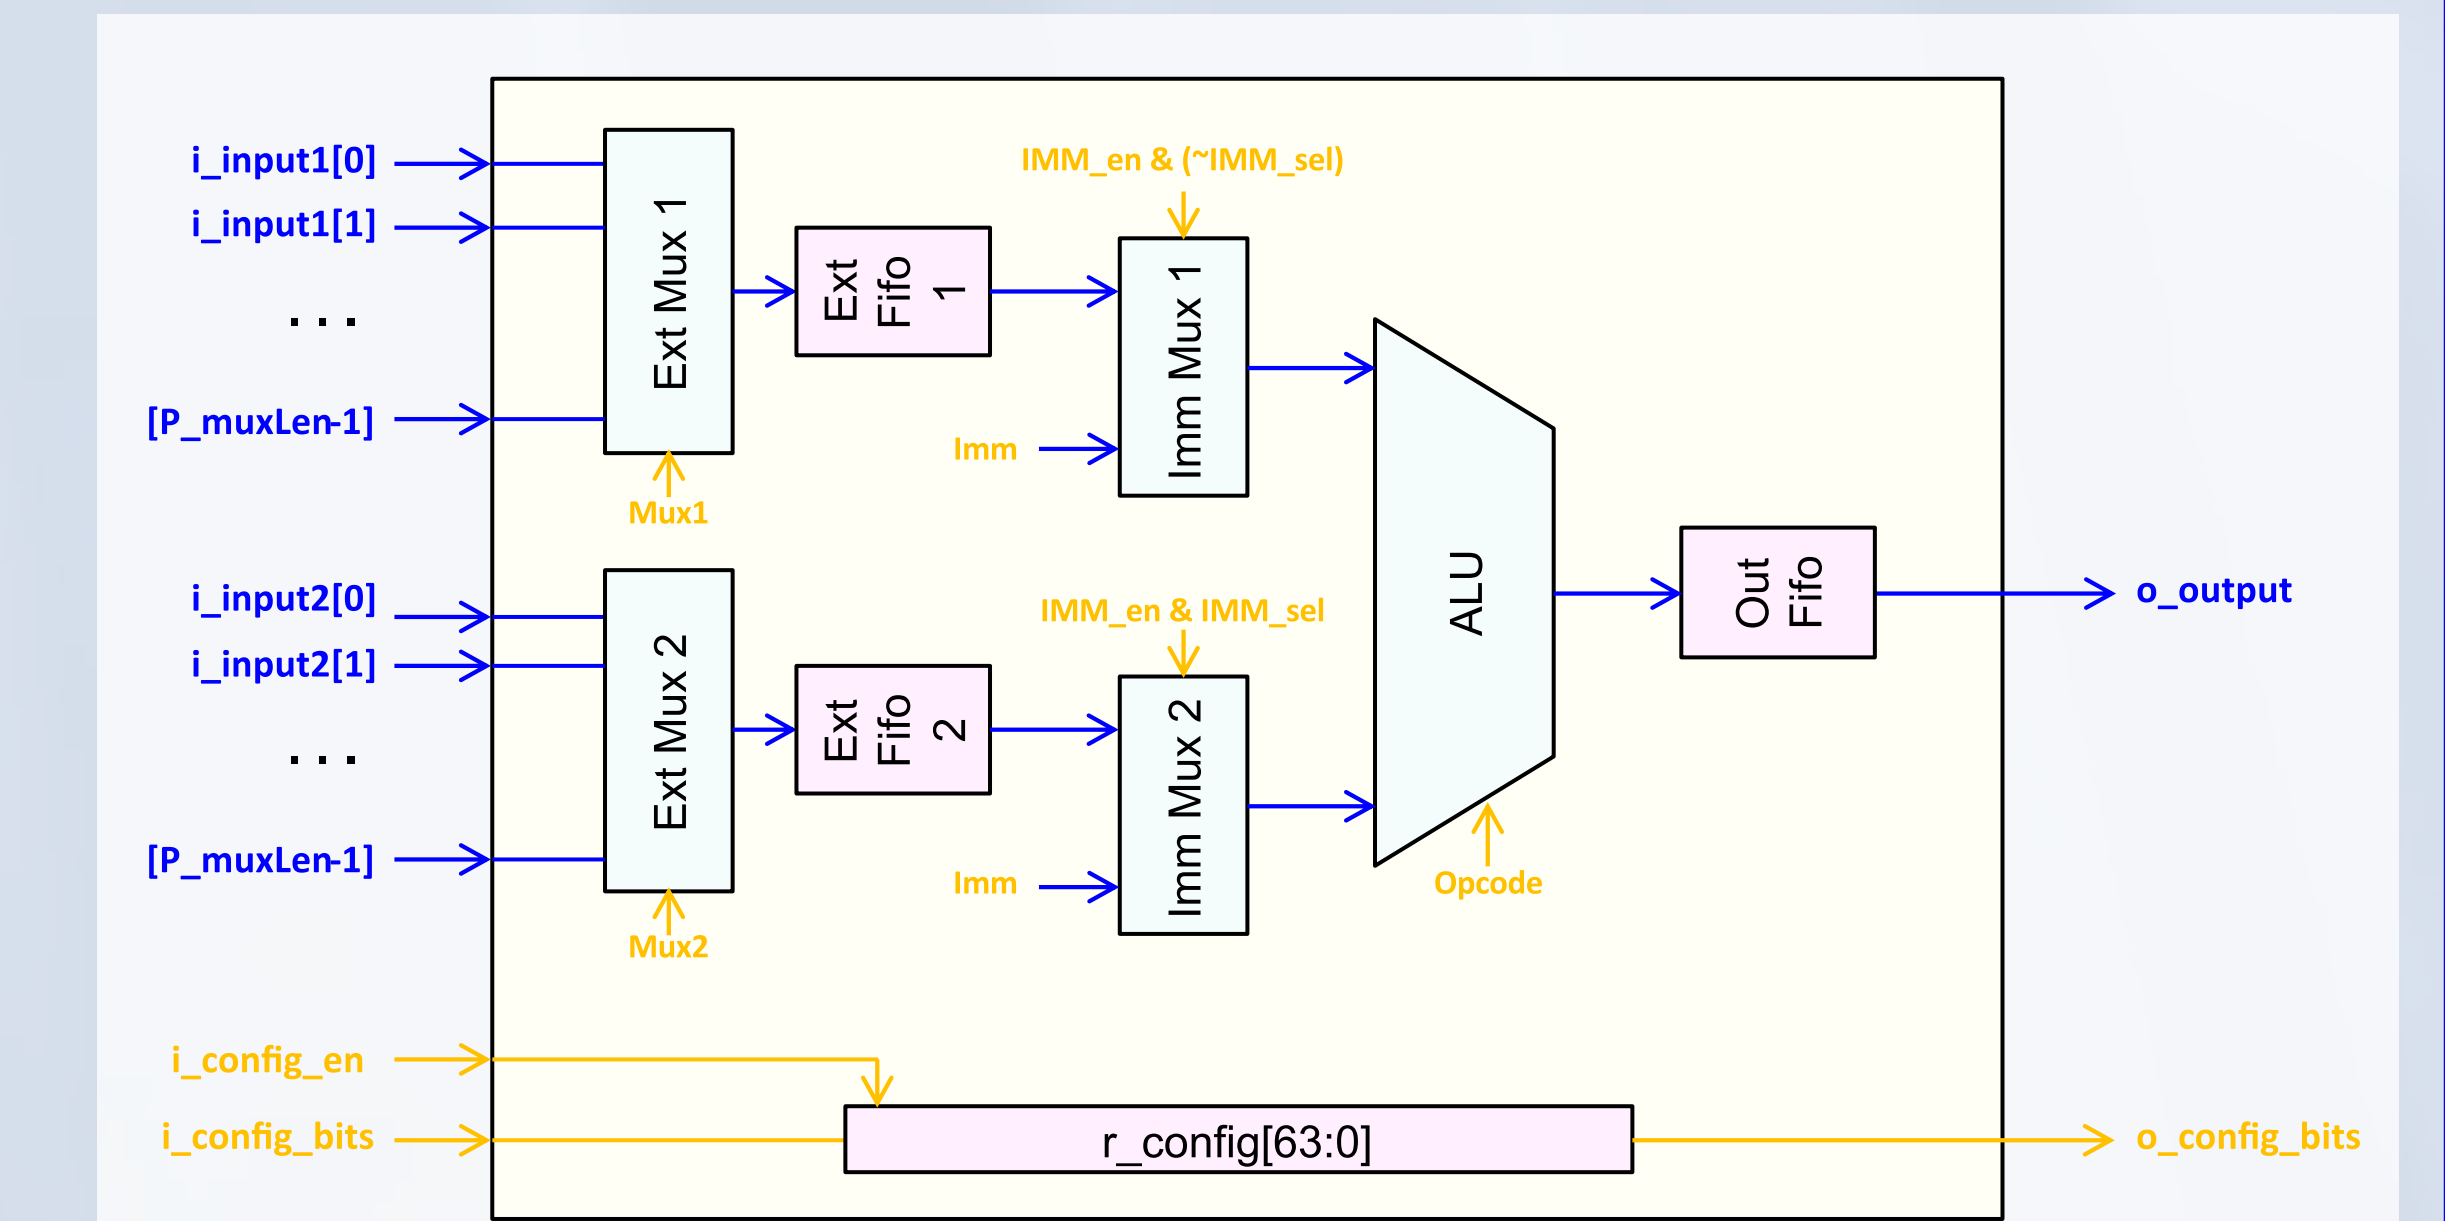 i_input1[0]
i_input1[1]
...
[P_muxLen-1]
Ext Mux 1
Mux1
Ext
Fifo
1
IMM_en & (~IMM_sel)
Imm
Imm Mux 1
i_input2[0]
i_input2[1]
...
[P_muxLen-1]
Ext Mux 2
Mux2
Ext
Fifo
2
IMM_en & IMM_sel
Imm
Imm Mux 2
ALU
Opcode
Out
Fifo
o_output
i_config_en
i_config_bits
r_config[63:0]
o_config_bits